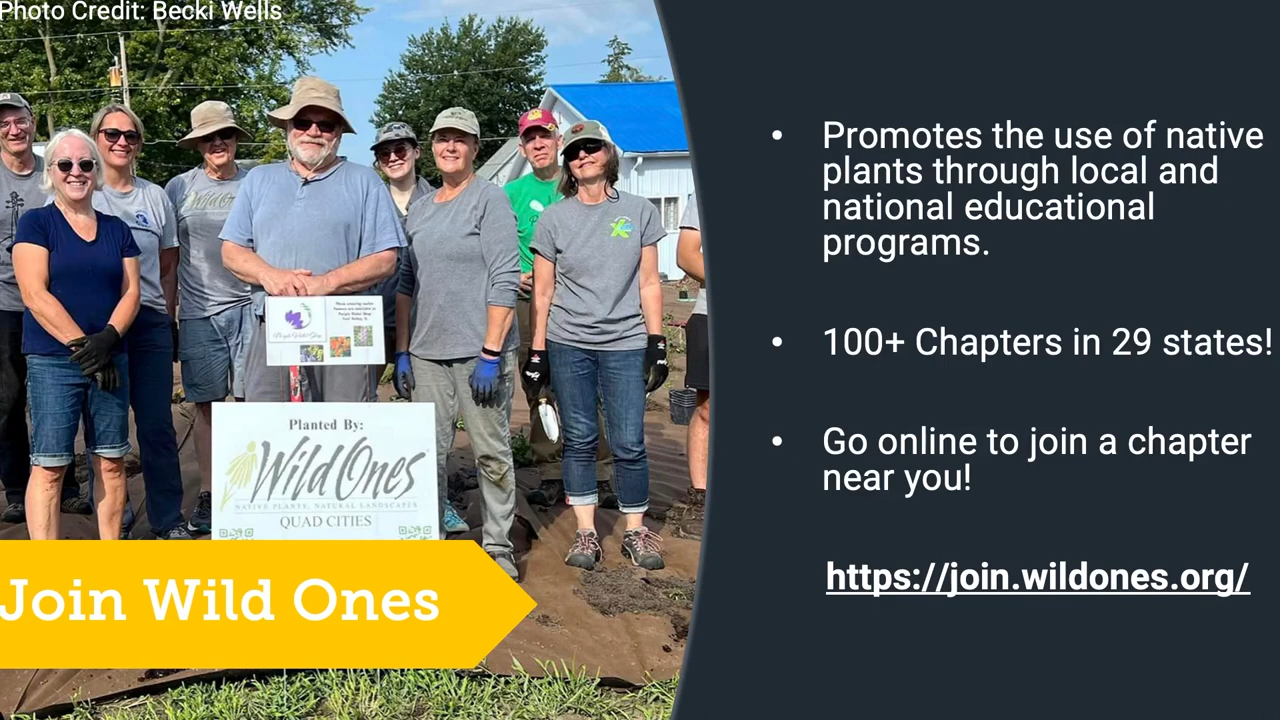 Photo Credit: Becki Wells
Planted By:
Wild Ones
NATIVE PLANTS, NATURAL LANDSCAPES
QUAD CITIES
Join Wild Ones
• Promotes the use of native
plants through local and
national educational
programs.
• 100+ Chapters in 29 states!
• Go online to join a chapter
near you!
https://join.wildones.org/